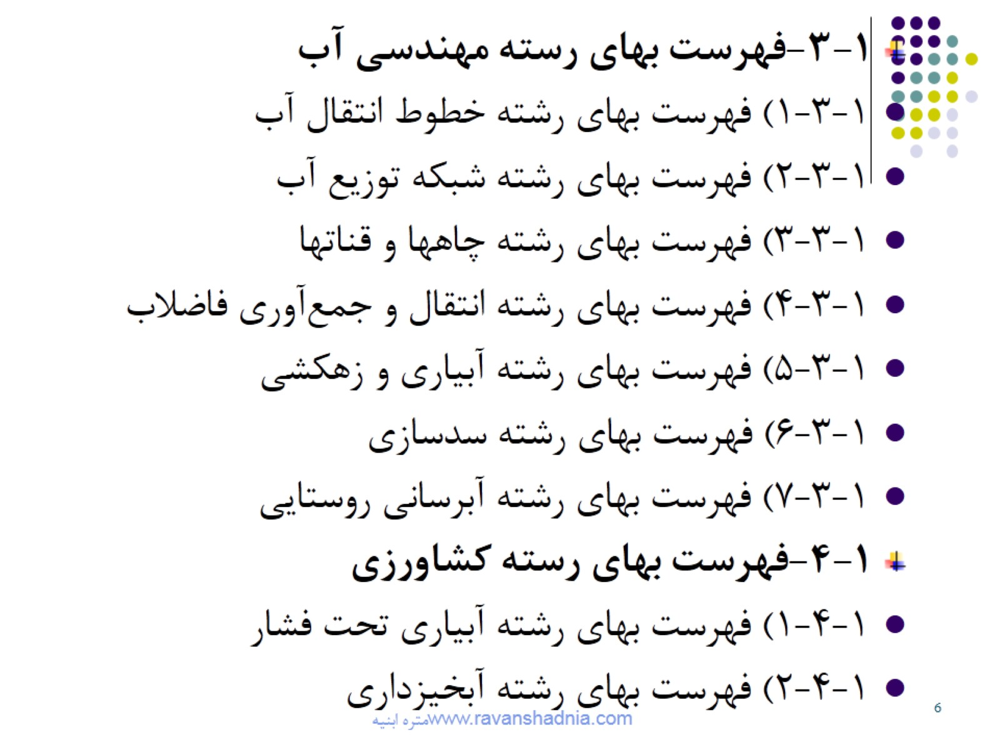 ۱-۳-فهرست بهای رسته مهندسی آب
۱-۳-۱) فهرست بهای رشته خطوط انتقال آب
۱-۳-۲) فهرست بهای رشته شبکه توزیع آب
۱-۳-۳) فهرست بهای رشته چاهها و قناتها
۱-۳-۴) فهرست بهای رشته انتقال و جمع‌آوری فاضلاب
۱-۳-۵) فهرست بهای رشته آبیاری و زهکشی
۱-۳-۶) فهرست بهای رشته سدسازی
۱-۳-۷) فهرست بهای رشته آبرسانی روستایی
۱-۴-فهرست بهای رسته کشاورزی
۱-۴-۱) فهرست بهای رشته آبیاری تحت فشار
۱-۴-۲) فهرست بهای رشته آبخیزداری
6
www.ravanshadnia.comمتره ابنیه